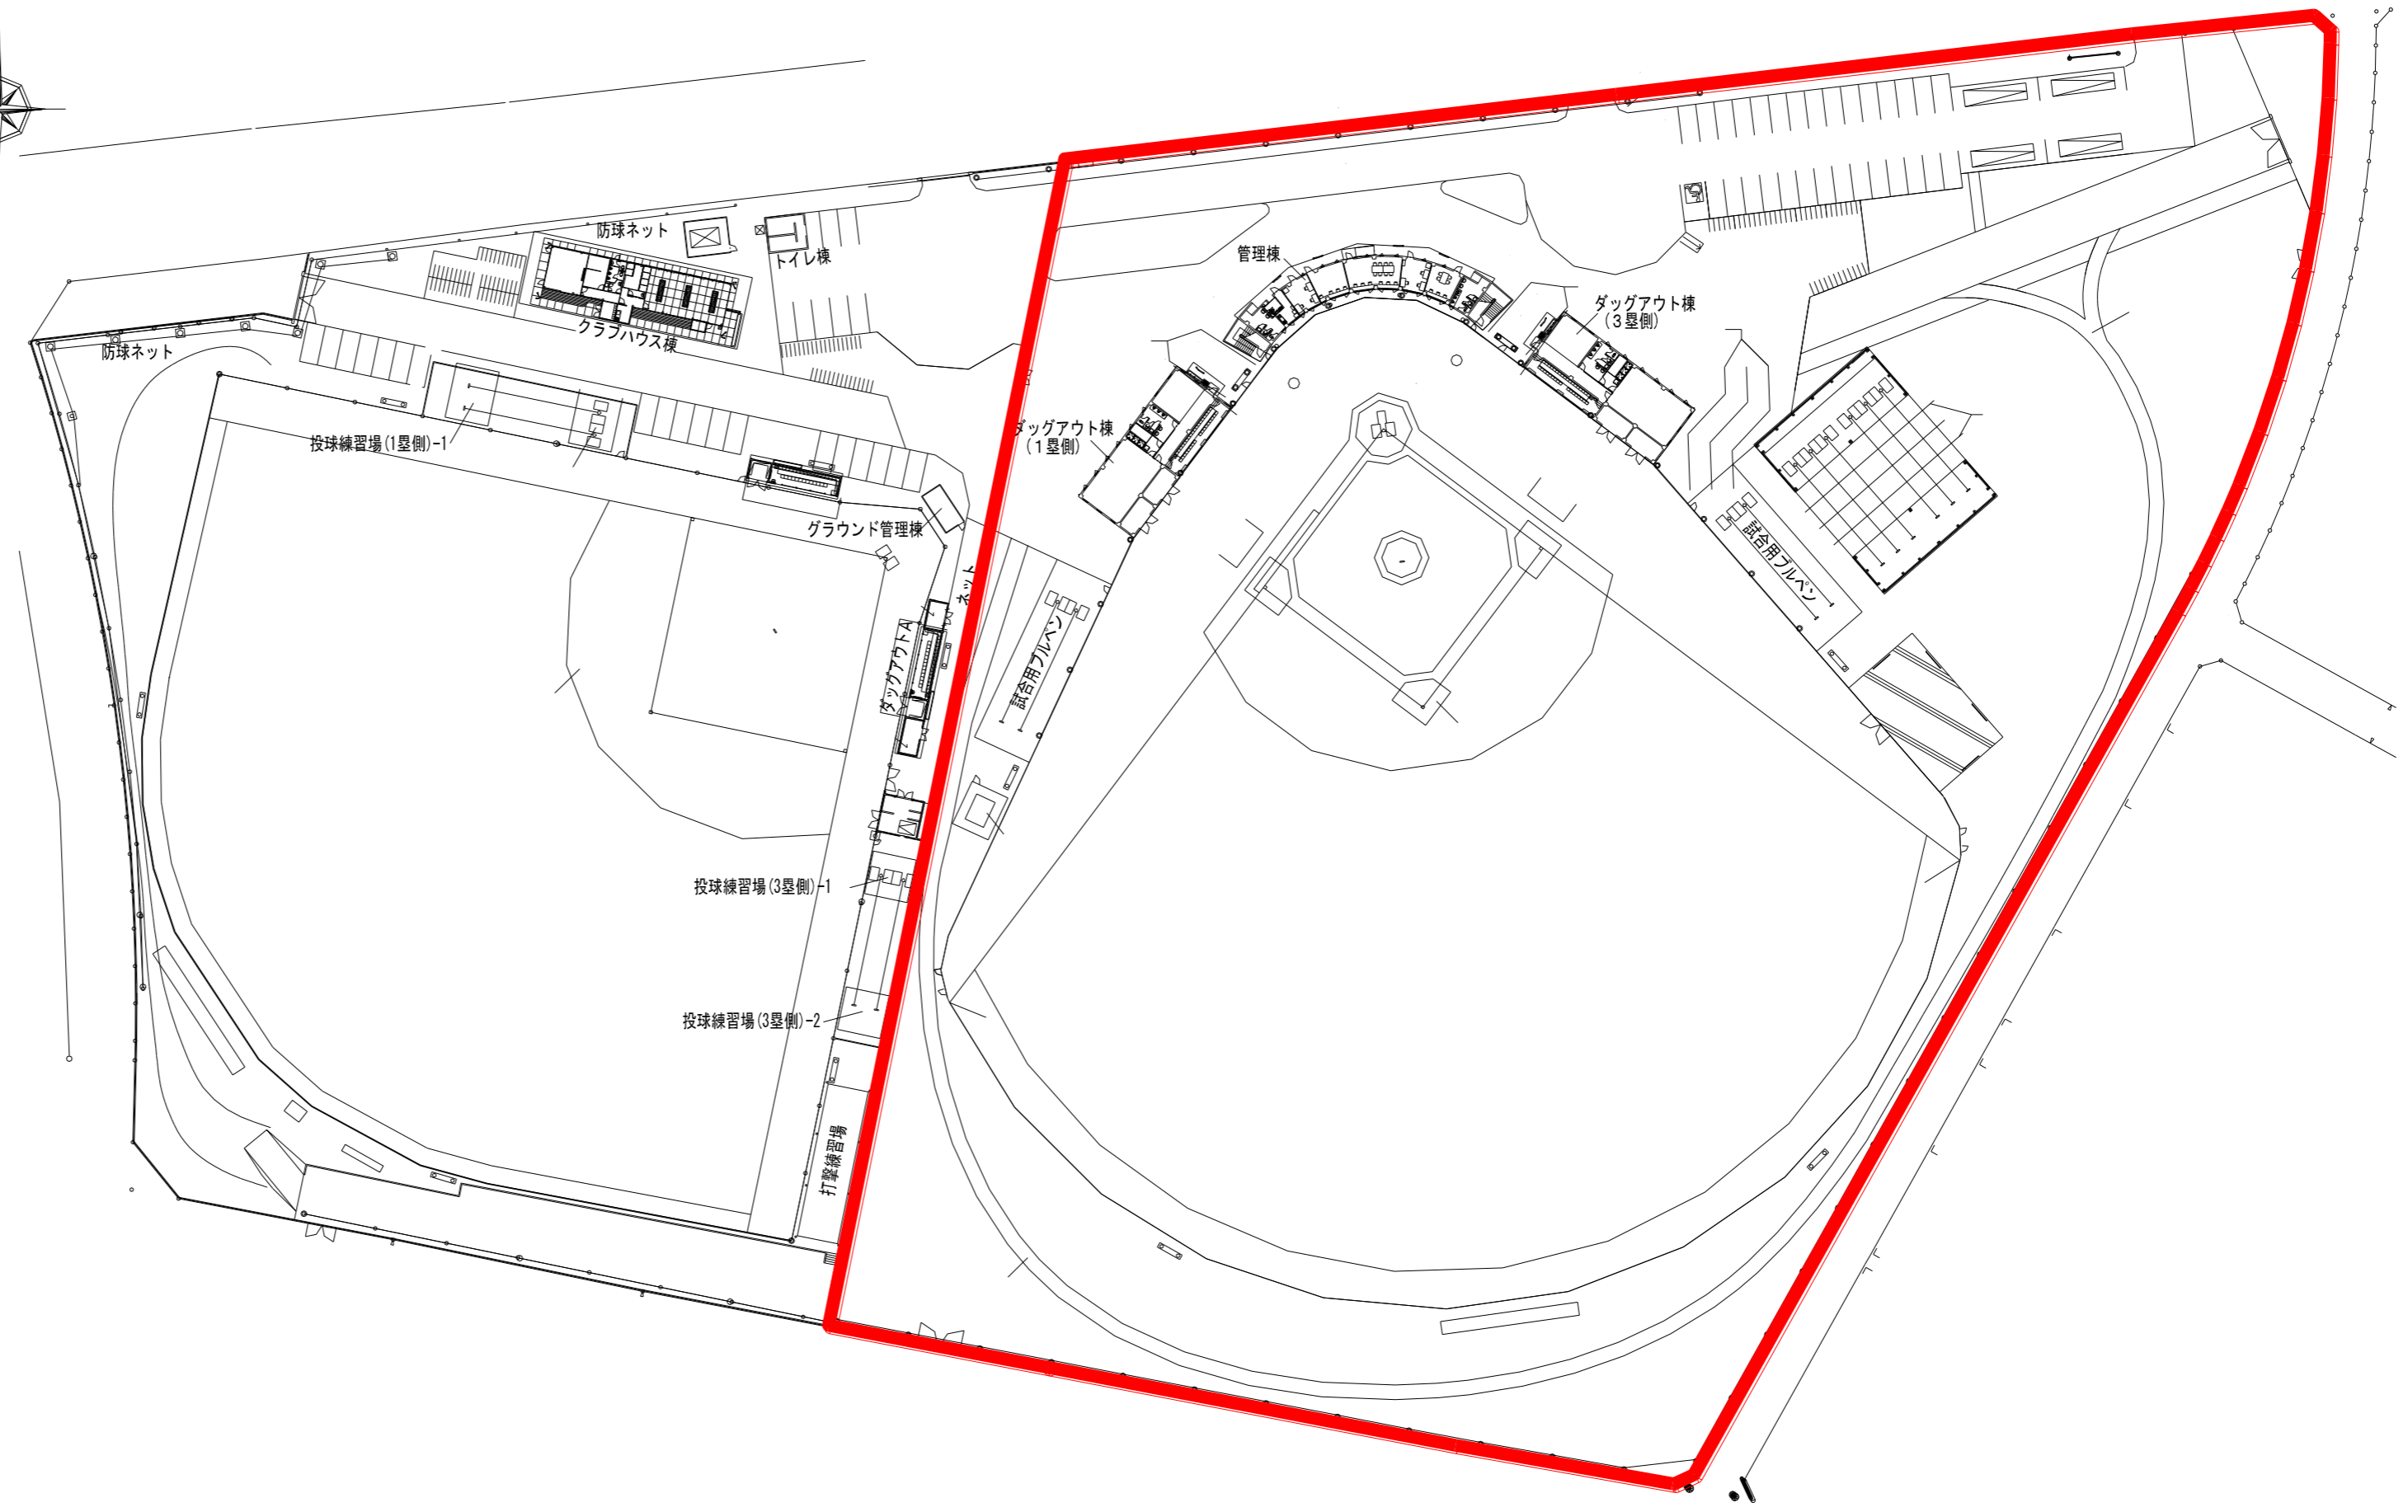 防球ネット
トイレ棟
管理棟
クラブハウス棟
防球ネット
ダッグアウト棟
(3塁側)
ダッグアウト棟
(1塁側)
投球練習場(1塁側)-1
グラウンド管理棟
ネット
試合用ブルペン
試合用ブルペン
ダッグアウトA
投球練習場(3塁側)-1
投球練習場(3塁側)-2
打撃練習場